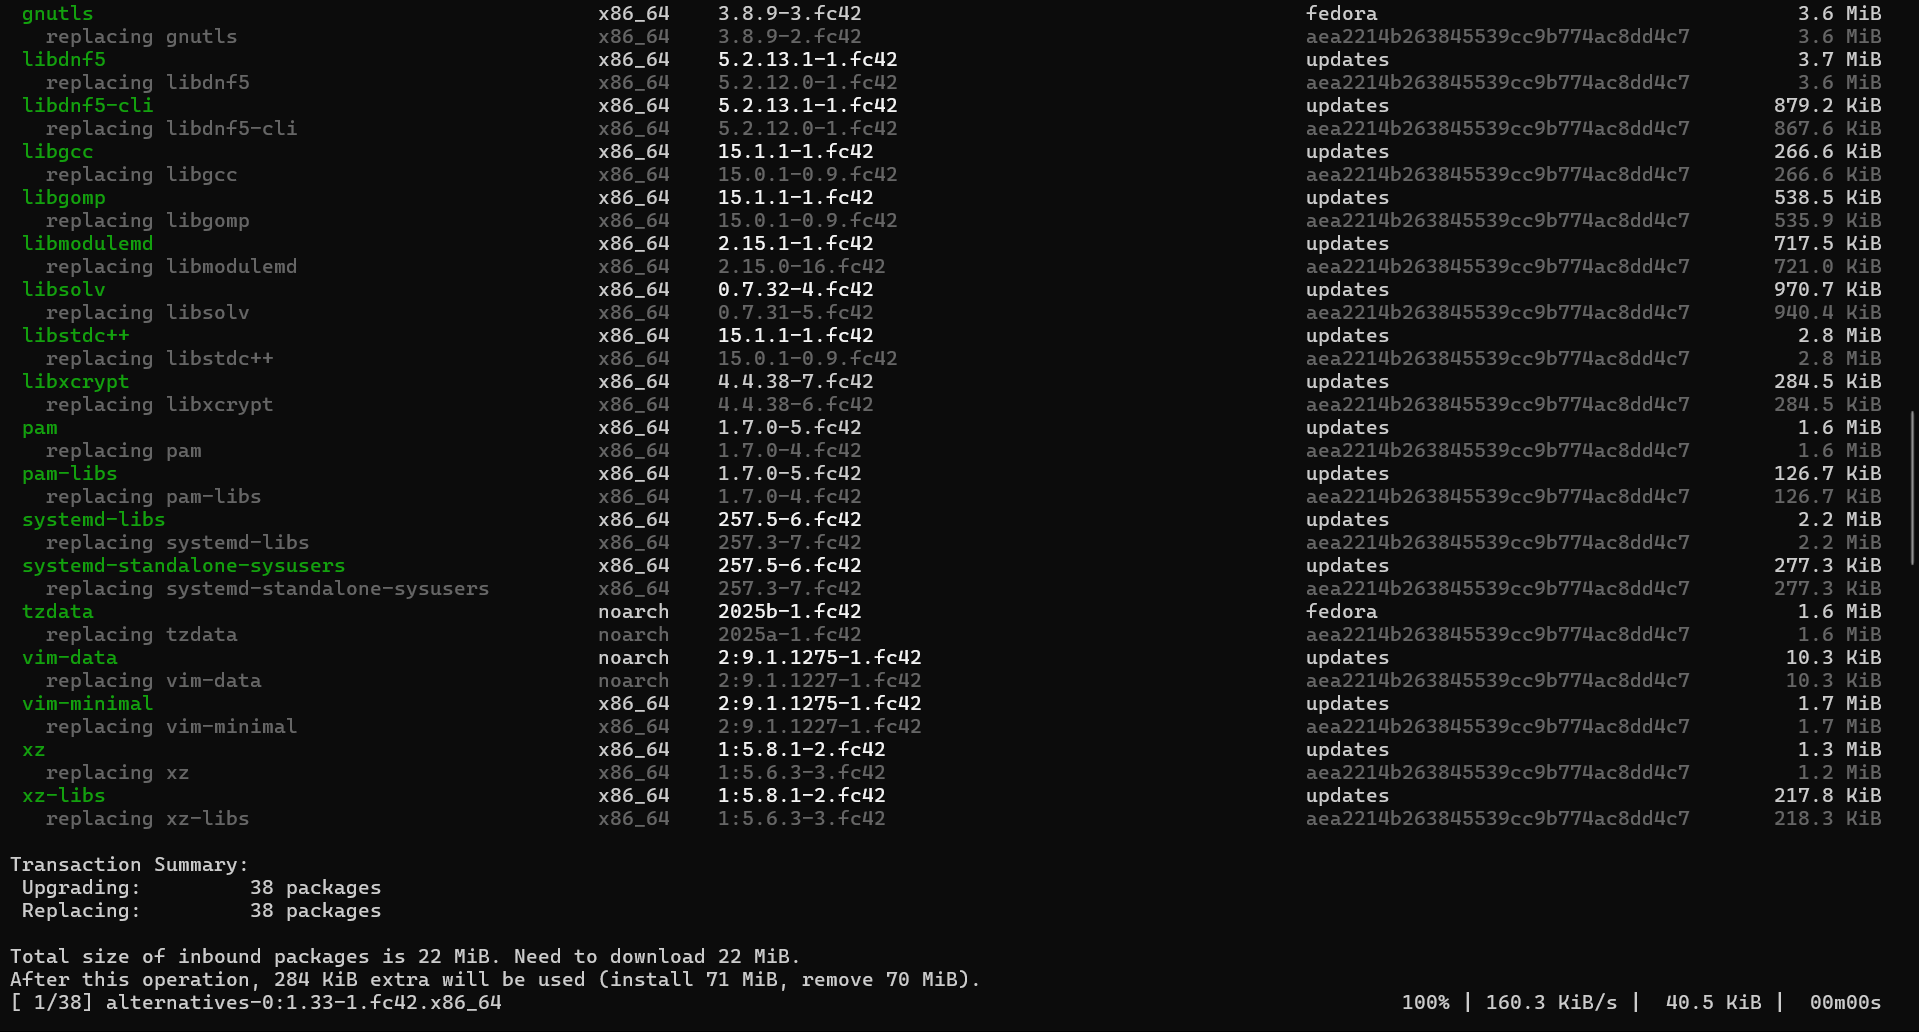 gnutls x86_64 3.8.9-3.fc42 fedora 3.6 MiB
replacing gnutls x86_64 3.8.9-2.fc42 aea2214b263845539cc9b774ac8dd4c7 3.6 MiB
libdnf5 x86_64 5.2.13.1-1.fc42 updates 3.7 MiB
replacing libdnf5 x86_64 5.2.12.0-1.fc42 aea2214b263845539cc9b774ac8dd4c7 3.6 MiB
libdnf5-cli x86_64 5.2.13.1-1.fc42 updates 879.2 KiB
replacing libdnf5-cli x86_64 5.2.12.0-1.fc42 aea2214b263845539cc9b774ac8dd4c7 867.6 KiB
libgcc x86_64 15.1.1-1.fc42 updates 266.6 KiB
replacing libgcc x86_64 15.0.1-0.9.fc42 aea2214b263845539cc9b774ac8dd4c7 266.6 KiB
libgomp x86_64 15.1.1-1.fc42 updates 538.5 KiB
replacing libgomp x86_64 15.0.1-0.9.fc42 aea2214b263845539cc9b774ac8dd4c7 535.9 KiB
libmodulemd x86_64 2.15.1-1.fc42 updates 717.5 KiB
replacing libmodulemd x86_64 2.15.0-16.fc42 aea2214b263845539cc9b774ac8dd4c7 721.0 KiB
libsolv x86_64 0.7.32-4.fc42 updates 970.7 KiB
replacing libsolv x86_64 0.7.31-5.fc42 aea2214b263845539cc9b774ac8dd4c7 940.4 KiB
libstdc++ x86_64 15.1.1-1.fc42 updates 2.8 MiB
replacing libstdc++ x86_64 15.0.1-0.9.fc42 aea2214b263845539cc9b774ac8dd4c7 2.8 MiB
libxcrypt x86_64 4.4.38-7.fc42 updates 284.5 KiB
replacing libxcrypt x86_64 4.4.38-6.fc42 aea2214b263845539cc9b774ac8dd4c7 284.5 KiB
pam x86_64 1.7.0-5.fc42 updates 1.6 MiB
replacing pam x86_64 1.7.0-4.fc42 aea2214b263845539cc9b774ac8dd4c7 1.6 MiB
pam-libs x86_64 1.7.0-5.fc42 updates 126.7 KiB
replacing pam-libs x86_64 1.7.0-4.fc42 aea2214b263845539cc9b774ac8dd4c7 126.7 KiB
systemd-libs x86_64 257.5-6.fc42 updates 2.2 MiB
replacing systemd-libs x86_64 257.3-7.fc42 aea2214b263845539cc9b774ac8dd4c7 2.2 MiB
systemd-standalone-sysusers x86_64 257.5-6.fc42 updates 277.3 KiB
replacing systemd-standalone-sysusers x86_64 257.3-7.fc42 aea2214b263845539cc9b774ac8dd4c7 277.3 KiB
tzdata noarch 2025b-1.fc42 fedora 1.6 MiB
replacing tzdata noarch 2025a-1.fc42 aea2214b263845539cc9b774ac8dd4c7 1.6 MiB
vim-data noarch 2:9.1.1275-1.fc42 updates 10.3 KiB
replacing vim-data noarch 2:9.1.1227-1.fc42 aea2214b263845539cc9b774ac8dd4c7 10.3 KiB
vim-minimal x86_64 2:9.1.1275-1.fc42 updates 1.7 MiB
replacing vim-minimal x86_64 2:9.1.1227-1.fc42 aea2214b263845539cc9b774ac8dd4c7 1.7 MiB
xz x86_64 1:5.8.1-2.fc42 updates 1.3 MiB
replacing xz x86_64 1:5.6.3-3.fc42 aea2214b263845539cc9b774ac8dd4c7 1.2 MiB
xz-libs x86_64 1:5.8.1-2.fc42 updates 217.8 KiB
replacing xz-libs x86_64 1:5.6.3-3.fc42 aea2214b263845539cc9b774ac8dd4c7 218.3 KiB
Transaction Summary:
Upgrading: 38 packages
Replacing: 38 packages
Total size of inbound packages is 22 MiB. Need to download 22 MiB.
After this operation, 284 KiB extra will be used (install 71 MiB, remove 70 MiB).
[ 1/38] alternatives-0:1.33-1.fc42.x86_64 100% | 160.3 KiB/s | 40.5 KiB | 00m00s